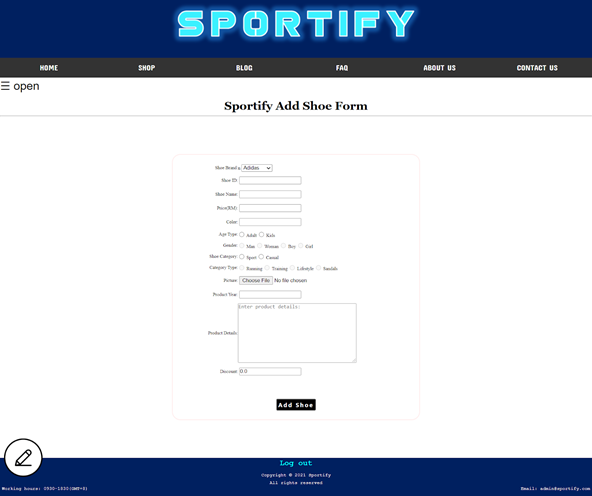 SPORTIFY
HOME SHOP BLOG FAQ ABOUT US CONTACT US
☰ open
Sportify Add Shoe Form
Shoe Brand: Adidas
Shoe ID:
Shoe Name:
Price(RM):
Color:
Age Type: Adult Kids
Gender: Man Woman Boy Girl
Shoe Category: Sport Casual
Category Type: Running Training Lifestyle Sandals
Picture: Choose File No file chosen
Product Year:
Product Details: Enter product details:
Discount: 0.0
Add Shoe
Log out
Copyright © 2021 Sportify
All rights reserved
Working hours: 0930-1830(GMT+8) Email: admin@sportify.com